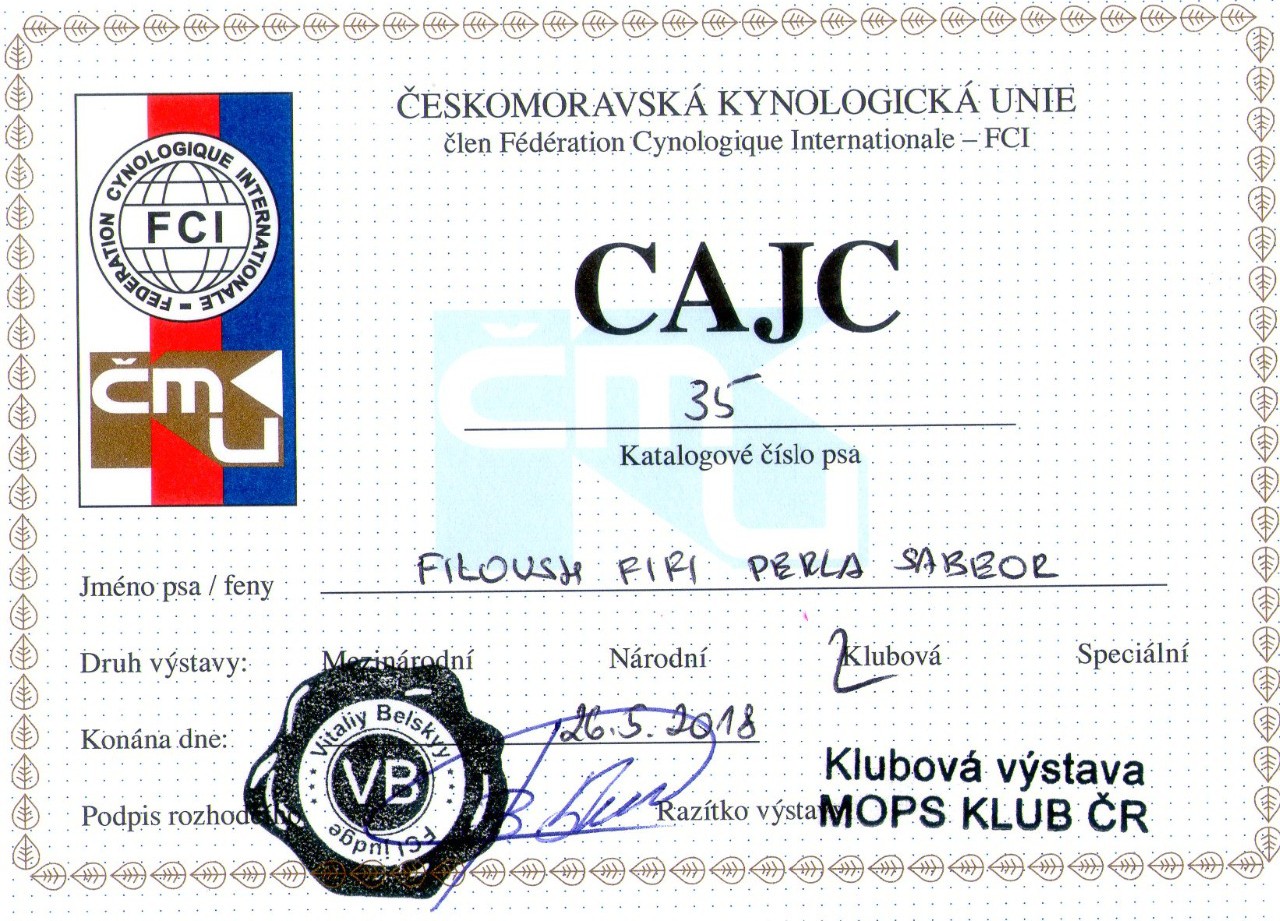 ČESKOMORAVSKÁ KYNOLOGICKÁ UNIE
člen Fédération Cynologique Internationale – FCI
FEDERATION CYNOLOGIQUE INTERNATIONALE –
FCI
ČMKU
CAJC
35
Katalogové číslo psa
Jméno psa / feny FILOUSH FIFI PERLA SABEOR
Druh výstavy: Mezinárodní Národní Klubová Speciální
Konána dne: 26.5.2018
Vitaliy Belskyy
VB
FCI judge
Podpis rozhodčího Razítko výstavy
Klubová výstava
MOPS KLUB ČR